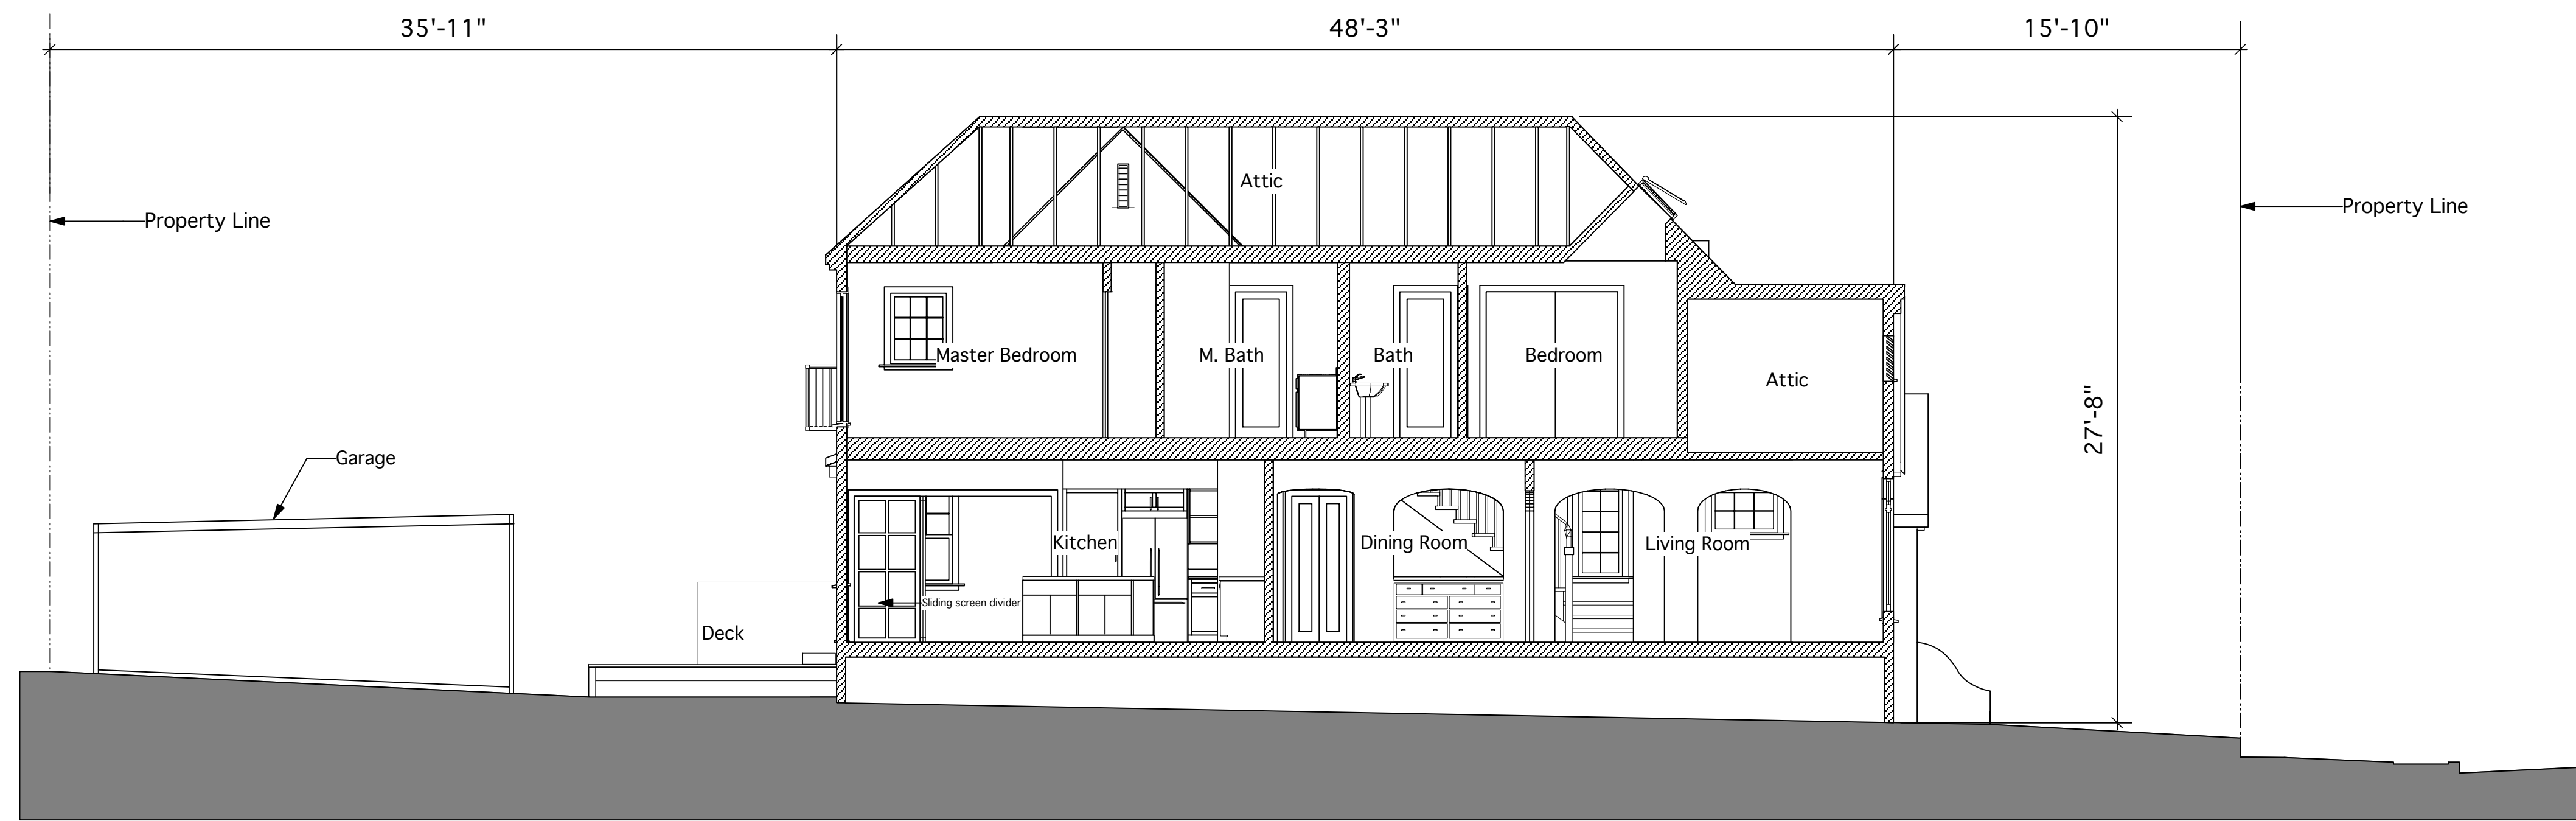 35'-11"
48'-3"
15'-10"
Attic
Property Line
Property Line
Master Bedroom
M. Bath
Bath
Bedroom
Attic
27'-8"
Garage
Kitchen
Dining Room
Living Room
Sliding screen divider
Deck